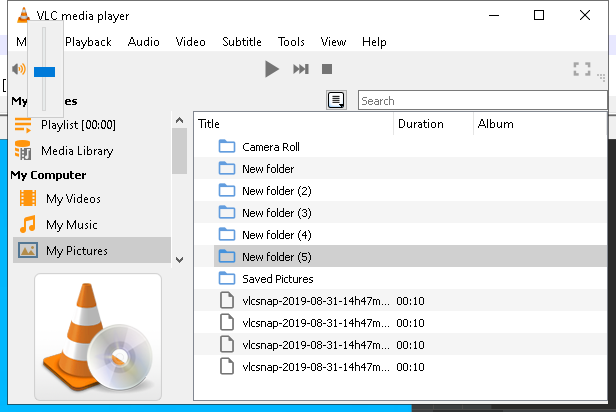 VLC media player
M Playback Audio Video Subtitle Tools View Help
My es
Search
Playlist [00:00]
Media Library
My Computer
My Videos
My Music
My Pictures
Title Duration Album
Camera Roll
New folder
New folder (2)
New folder (3)
New folder (4)
New folder (5)
Saved Pictures
vlcsnap-2019-08-31-14h47m... 00:10
vlcsnap-2019-08-31-14h47m... 00:10
vlcsnap-2019-08-31-14h47m... 00:10
vlcsnap-2019-08-31-14h47m... 00:10